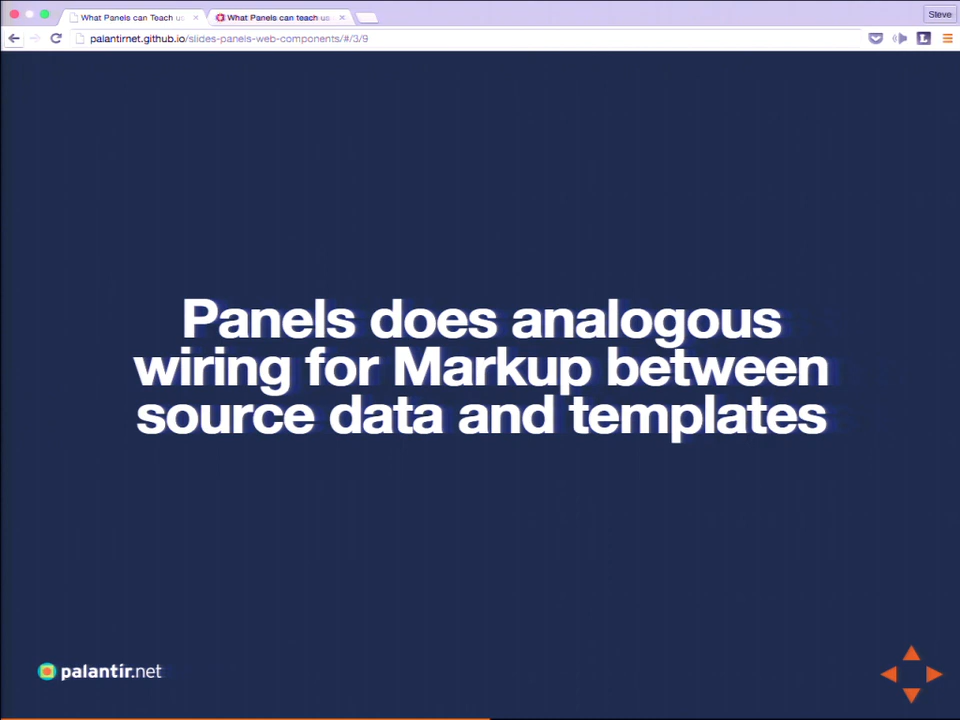 What Panels can Teach us
What Panels can teach us
Steve
palantirnet.github.io/slides-panels-web-components/#/3/9
L
Panels does analogous
wiring for Markup between
source data and templates
palantir.net